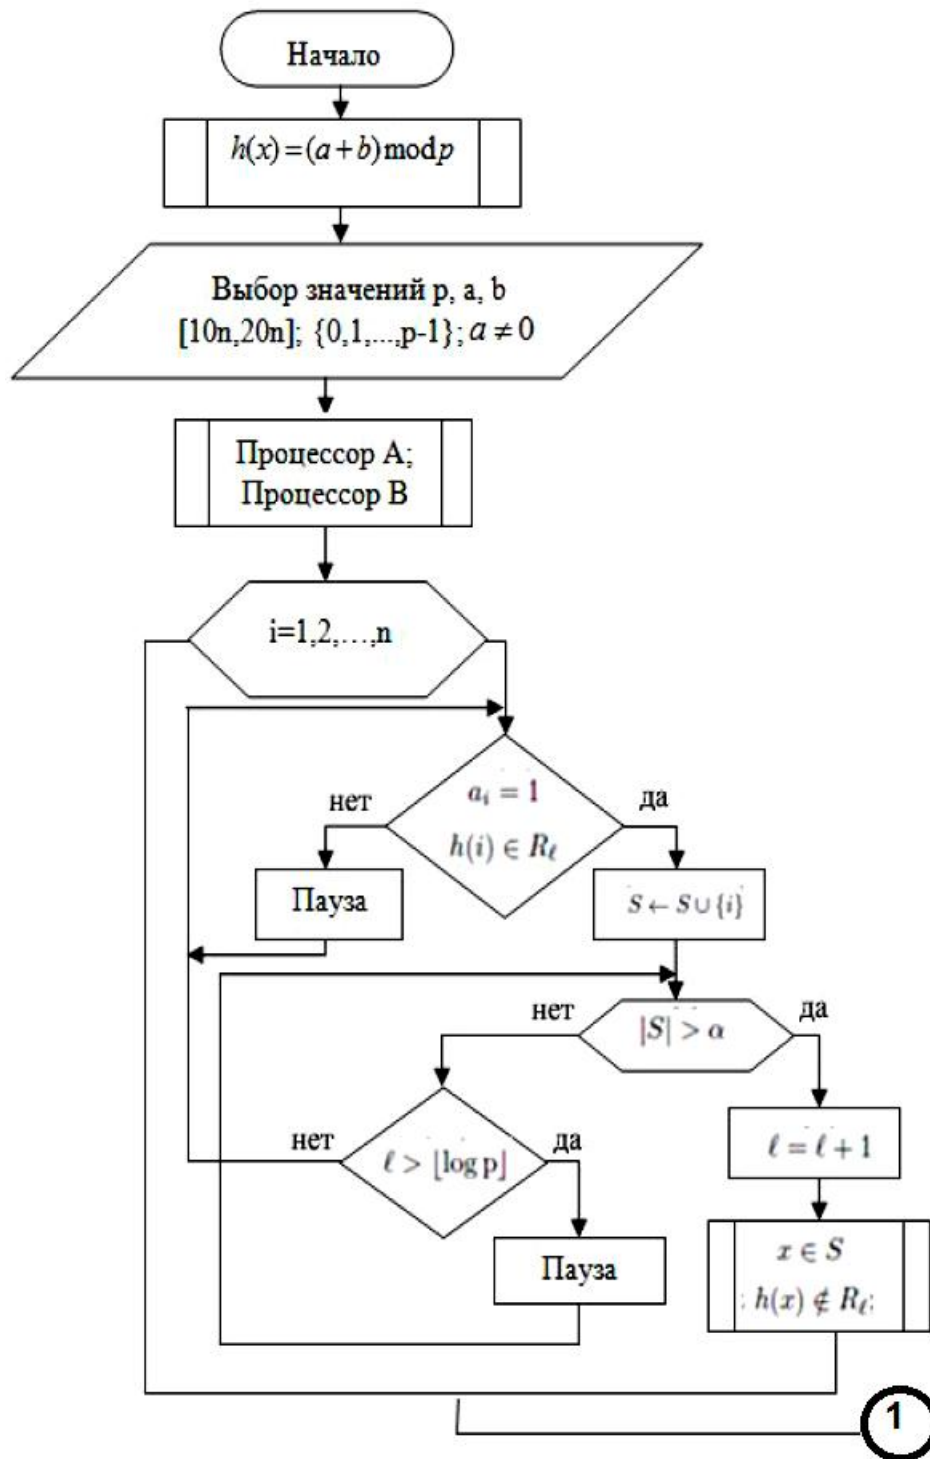 Начало
h(x) = (a + b) mod p
Выбор значений p, a, b
[10n,20n]; {0,1,...,p-1}; a ≠ 0
Процессор А;
Процессор В
i=1,2,…,n
нет
a_i = 1
да
h(i) ∈ R_ℓ
Пауза
S ← S ∪ {i}
нет
|S| > α
да
нет
ℓ > ⌊log p⌋
да
ℓ = ℓ + 1
Пауза
x ∈ S
; h(x) ∉ R_ℓ;
1